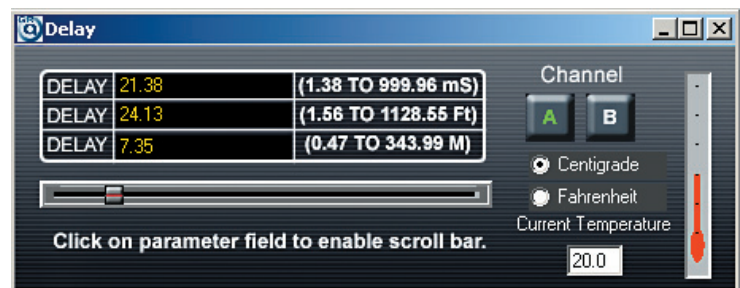 Delay
DELAY 21.38 (1.38 TO 999.96 mS)
DELAY 24.13 (1.56 TO 1128.55 Ft)
DELAY 7.35 (0.47 TO 343.99 M)
Click on parameter field to enable scroll bar.
Channel
A B
Centigrade
Fahrenheit
Current Temperature
20.0